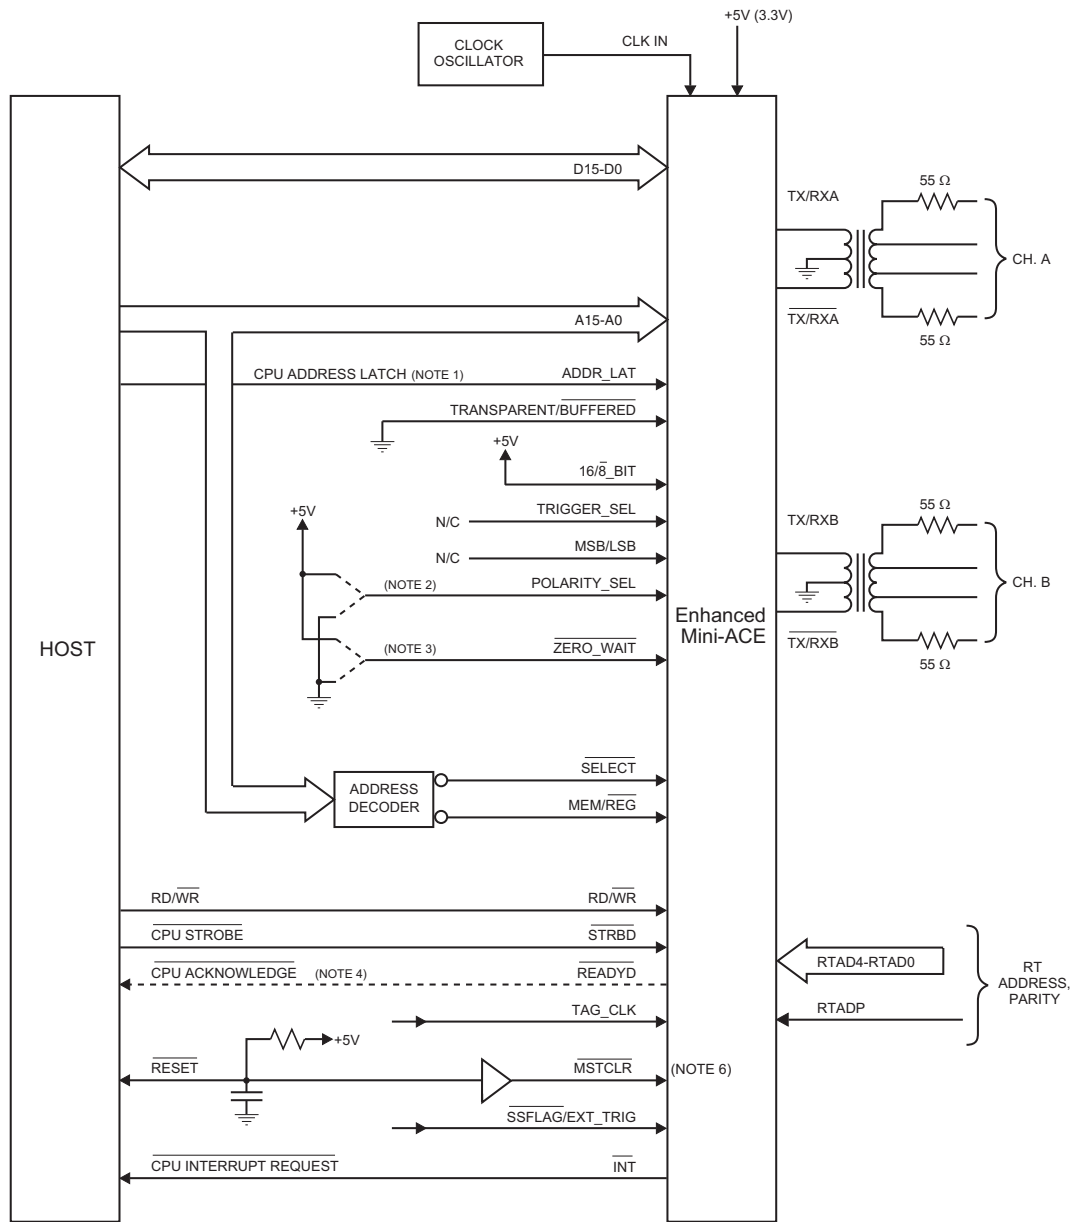 +5V (3.3V)
CLOCK
OSCILLATOR
CLK IN
D15-D0
TX/RXA
55 Ω
CH. A
TX/RXA
55 Ω
A15-A0
CPU ADDRESS LATCH (NOTE 1)
ADDR_LAT
TRANSPARENT/BUFFERED
+5V
16/8_BIT
+5V
N/C
TRIGGER_SEL
N/C
MSB/LSB
(NOTE 2)
POLARITY_SEL
(NOTE 3)
ZERO_WAIT
HOST
Enhanced
Mini-ACE
TX/RXB
55 Ω
CH. B
TX/RXB
55 Ω
ADDRESS
DECODER
SELECT
MEM/REG
RD/WR
RD/WR
CPU STROBE
STRBD
CPU ACKNOWLEDGE (NOTE 4)
READYD
RTAD4-RTAD0
RTADP
RT
ADDRESS,
PARITY
TAG_CLK
+5V
RESET
MSTCLR
(NOTE 6)
SSFLAG/EXT_TRIG
CPU INTERRUPT REQUEST
INT